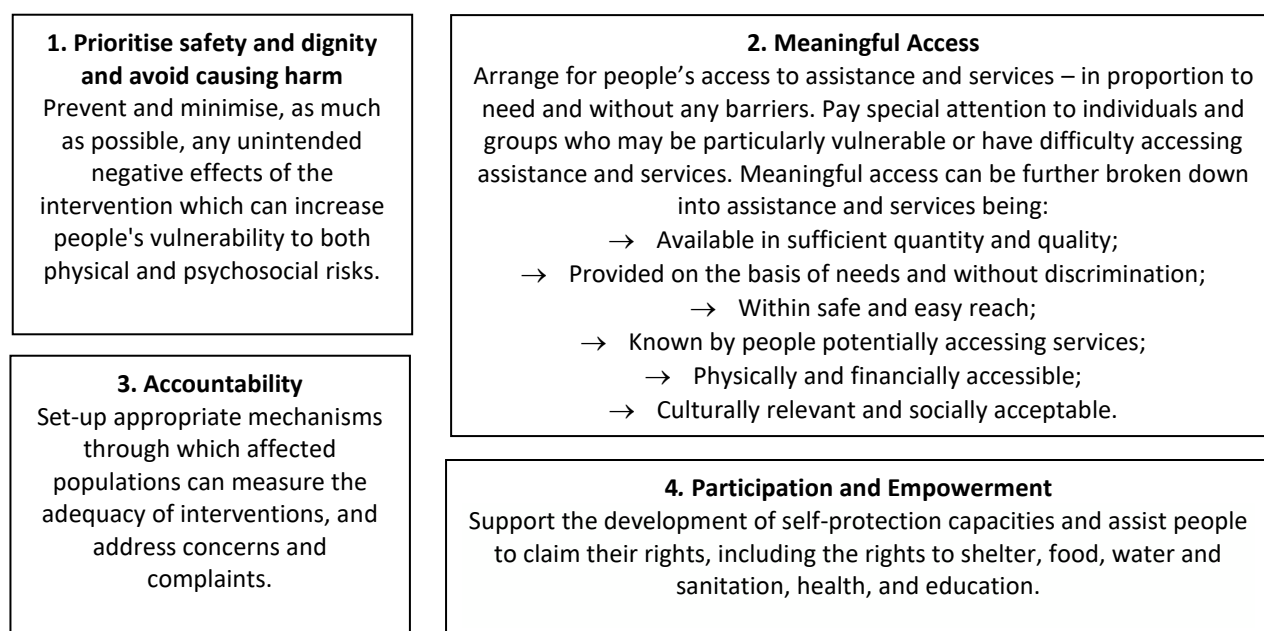 1. Prioritise safety and dignity
and avoid causing harm
Prevent and minimise, as much
as possible, any unintended
negative effects of the
intervention which can increase
people's vulnerability to both
physical and psychosocial risks.
2. Meaningful Access
Arrange for people’s access to assistance and services – in proportion to
need and without any barriers. Pay special attention to individuals and
groups who may be particularly vulnerable or have difficulty accessing
assistance and services. Meaningful access can be further broken down
into assistance and services being:
→ Available in sufficient quantity and quality;
→ Provided on the basis of needs and without discrimination;
→ Within safe and easy reach;
→ Known by people potentially accessing services;
→ Physically and financially accessible;
→ Culturally relevant and socially acceptable.
3. Accountability
Set-up appropriate mechanisms
through which affected
populations can measure the
adequacy of interventions, and
address concerns and
complaints.
4. Participation and Empowerment
Support the development of self-protection capacities and assist people
to claim their rights, including the rights to shelter, food, water and
sanitation, health, and education.